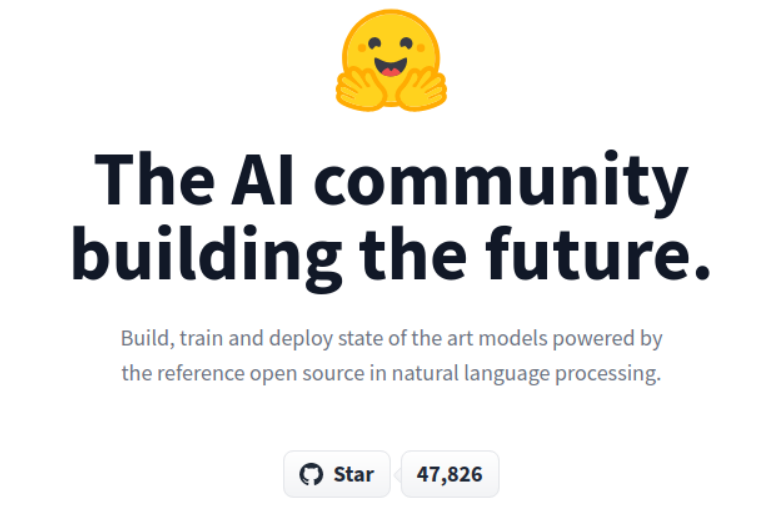 The AI community
building the future.
Build, train and deploy state of the art models powered by
the reference open source in natural language processing.
Star 47,826